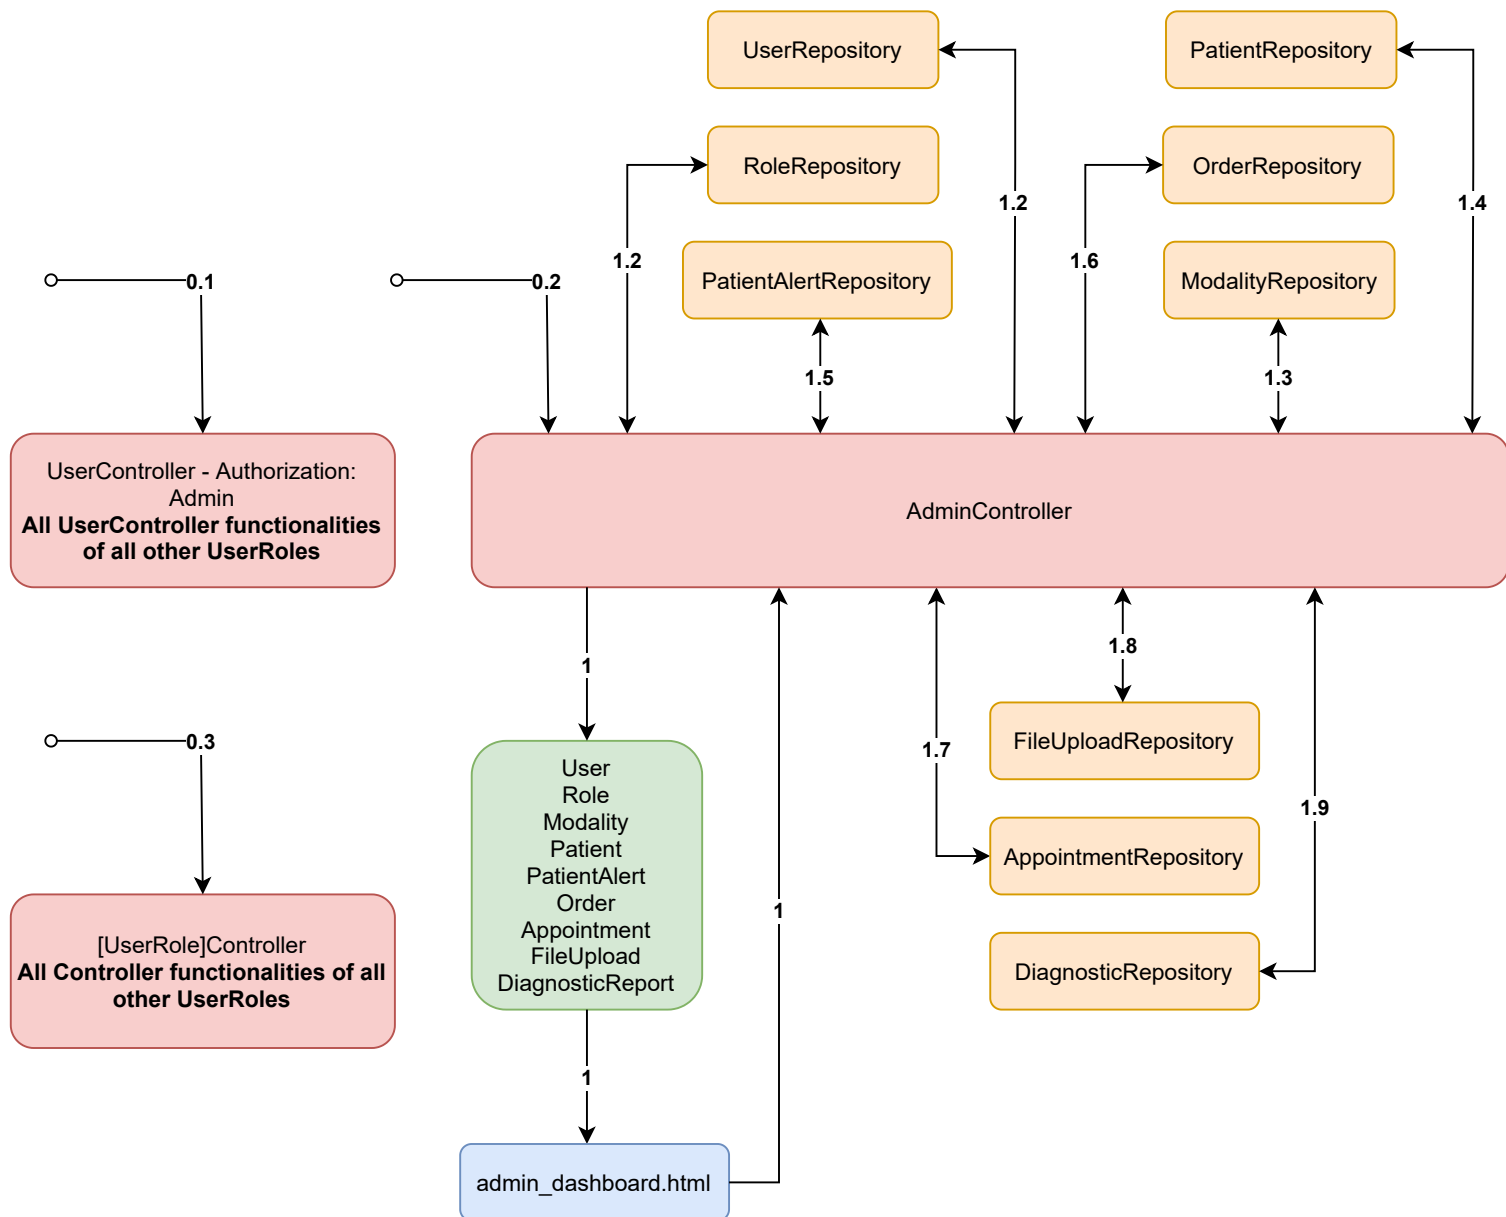 UserRepository
PatientRepository
RoleRepository
OrderRepository
1.2
1.4
1.2
1.6
PatientAlertRepository
ModalityRepository
0.1
0.2
1.5
1.3
UserController - Authorization:
Admin
All UserController functionalities
of all other UserRoles
AdminController
1
1.8
FileUploadRepository
0.3
1.7
User
Role
Modality
Patient
PatientAlert
Order
Appointment
FileUpload
DiagnosticReport
1.9
AppointmentRepository
1
[UserRole]Controller
All Controller functionalities of all
other UserRoles
DiagnosticRepository
1
admin_dashboard.html